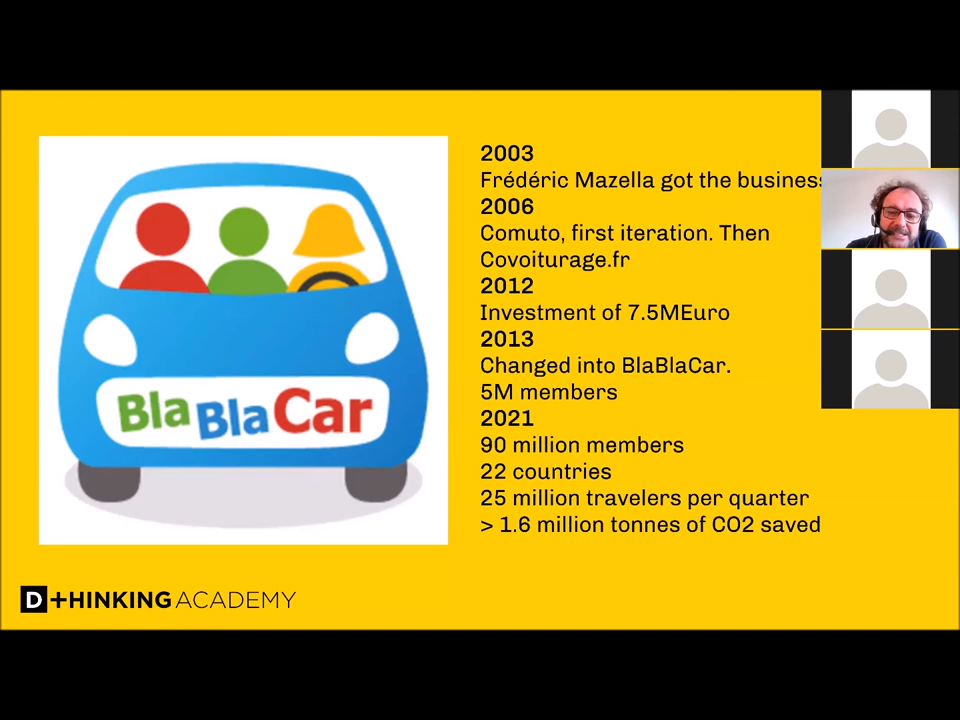 2003
Frédéric Mazella got the business
2006
Comuto, first iteration. Then
Covoiturage.fr
2012
Investment of 7.5MEuro
2013
Changed into BlaBlaCar.
5M members
2021
90 million members
22 countries
25 million travelers per quarter
> 1.6 million tonnes of CO2 saved
Bla Bla Car
D+HINKING ACADEMY